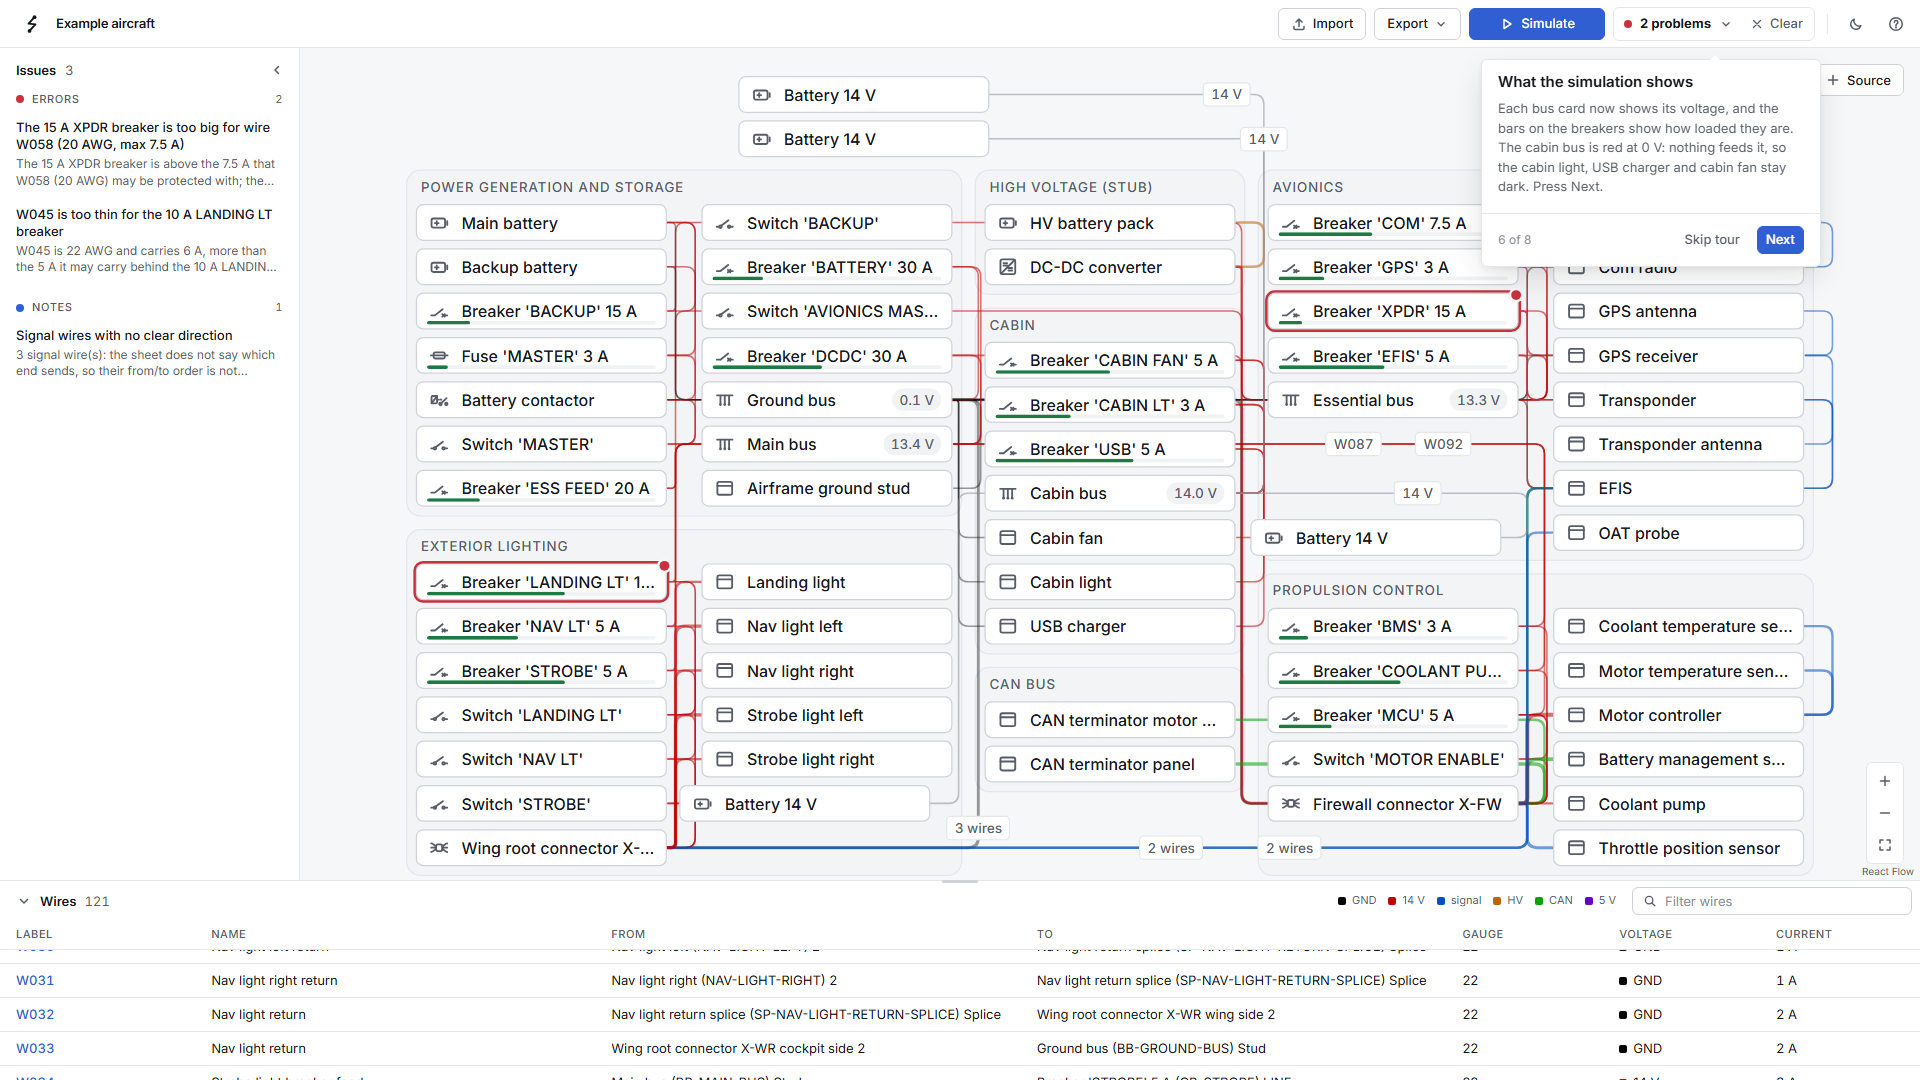 Example aircraft
Import
Export
Simulate
2 problems
Clear
Issues 3
ERRORS 2
The 15 A XPDR breaker is too big for wire
W058 (20 AWG, max 7.5 A)
The 15 A XPDR breaker is above the 7.5 A that
W058 (20 AWG) may be protected with; the...
W045 is too thin for the 10 A LANDING LT
breaker
W045 is 22 AWG and carries 6 A, more than
the 5 A it may carry behind the 10 A LANDIN...
NOTES 1
Signal wires with no clear direction
3 signal wire(s): the sheet does not say which
end sends, so their from/to order is not...
Battery 14 V
14 V
Battery 14 V
14 V
Source
What the simulation shows
Each bus card now shows its voltage, and the
bars on the breakers show how loaded they are.
The cabin bus is red at 0 V: nothing feeds it, so
the cabin light, USB charger and cabin fan stay
dark. Press Next.
6 of 8
Skip tour
Next
POWER GENERATION AND STORAGE
Main battery
Backup battery
Breaker 'BACKUP' 15 A
Fuse 'MASTER' 3 A
Battery contactor
Switch 'MASTER'
Breaker 'ESS FEED' 20 A
Switch 'BACKUP'
Breaker 'BATTERY' 30 A
Switch 'AVIONICS MAS...
Breaker 'DCDC' 30 A
Ground bus 0.1 V
Main bus 13.4 V
Airframe ground stud
HIGH VOLTAGE (STUB)
HV battery pack
DC-DC converter
CABIN
Breaker 'CABIN FAN' 5 A
Breaker 'CABIN LT' 3 A
Breaker 'USB' 5 A
Cabin bus 14.0 V
Cabin fan
Cabin light
USB charger
CAN BUS
CAN terminator motor ...
CAN terminator panel
AVIONICS
Breaker 'COM' 7.5 A
Breaker 'GPS' 3 A
Breaker 'XPDR' 15 A
Breaker 'EFIS' 5 A
Essential bus 13.3 V
W087
W092
14 V
Battery 14 V
Com radio
GPS antenna
GPS receiver
Transponder
Transponder antenna
EFIS
OAT probe
EXTERIOR LIGHTING
Breaker 'LANDING LT' 1...
Breaker 'NAV LT' 5 A
Breaker 'STROBE' 5 A
Switch 'LANDING LT'
Switch 'NAV LT'
Switch 'STROBE'
Wing root connector X-...
Landing light
Nav light left
Nav light right
Strobe light left
Strobe light right
Battery 14 V
3 wires
2 wires
2 wires
PROPULSION CONTROL
Breaker 'BMS' 3 A
Breaker 'COOLANT PU...
Breaker 'MCU' 5 A
Switch 'MOTOR ENABLE'
Firewall connector X-FW
Coolant temperature se...
Motor temperature sen...
Motor controller
Battery management s...
Coolant pump
Throttle position sensor
React Flow
Wires 121
GND
14 V
signal
HV
CAN
5 V
Filter wires
LABEL NAME FROM TO GAUGE VOLTAGE CURRENT
W031 Nav light right return Nav light right (NAV-LIGHT-RIGHT) 2 Nav light return splice (SP-NAV-LIGHT-RETURN-SPLICE) Splice 22 GND 1 A
W032 Nav light return Nav light return splice (SP-NAV-LIGHT-RETURN-SPLICE) Splice Wing root connector X-WR wing side 2 22 GND 2 A
W033 Nav light return Wing root connector X-WR cockpit side 2 Ground bus (BB-GROUND-BUS) Stud 22 GND 2 A